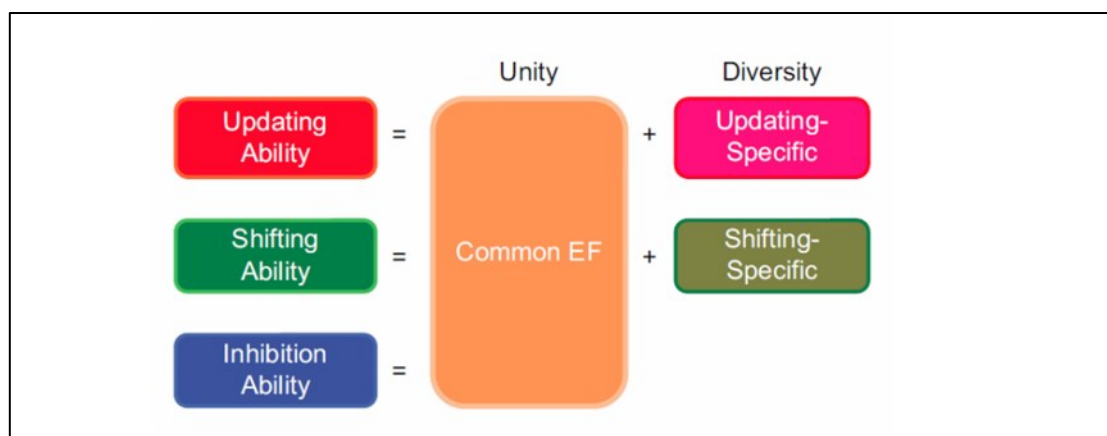 Unity Diversity
Updating
Ability
=
+
Updating-
Specific
Shifting
Ability
=
Common EF
+
Shifting-
Specific
Inhibition
Ability
=